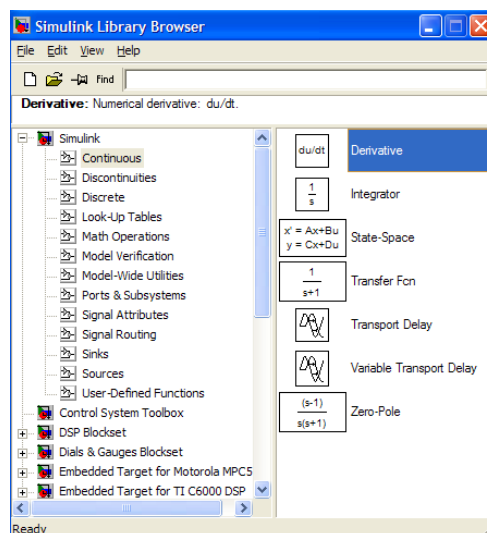 Simulink Library Browser
File Edit View Help
Find
Derivative: Numerical derivative: du/dt.
Simulink
Continuous
Discontinuities
Discrete
Look-Up Tables
Math Operations
Model Verification
Model-Wide Utilities
Ports & Subsystems
Signal Attributes
Signal Routing
Sinks
Sources
User-Defined Functions
Control System Toolbox
DSP Blockset
Dials & Gauges Blockset
Embedded Target for Motorola MPC5
Embedded Target for TI C6000 DSP
du/dt Derivative
1
s
Integrator
x' = Ax+Bu
y = Cx+Du
State-Space
1
s+1
Transfer Fcn
Transport Delay
Variable Transport Delay
(s-1)
s(s+1)
Zero-Pole
Ready